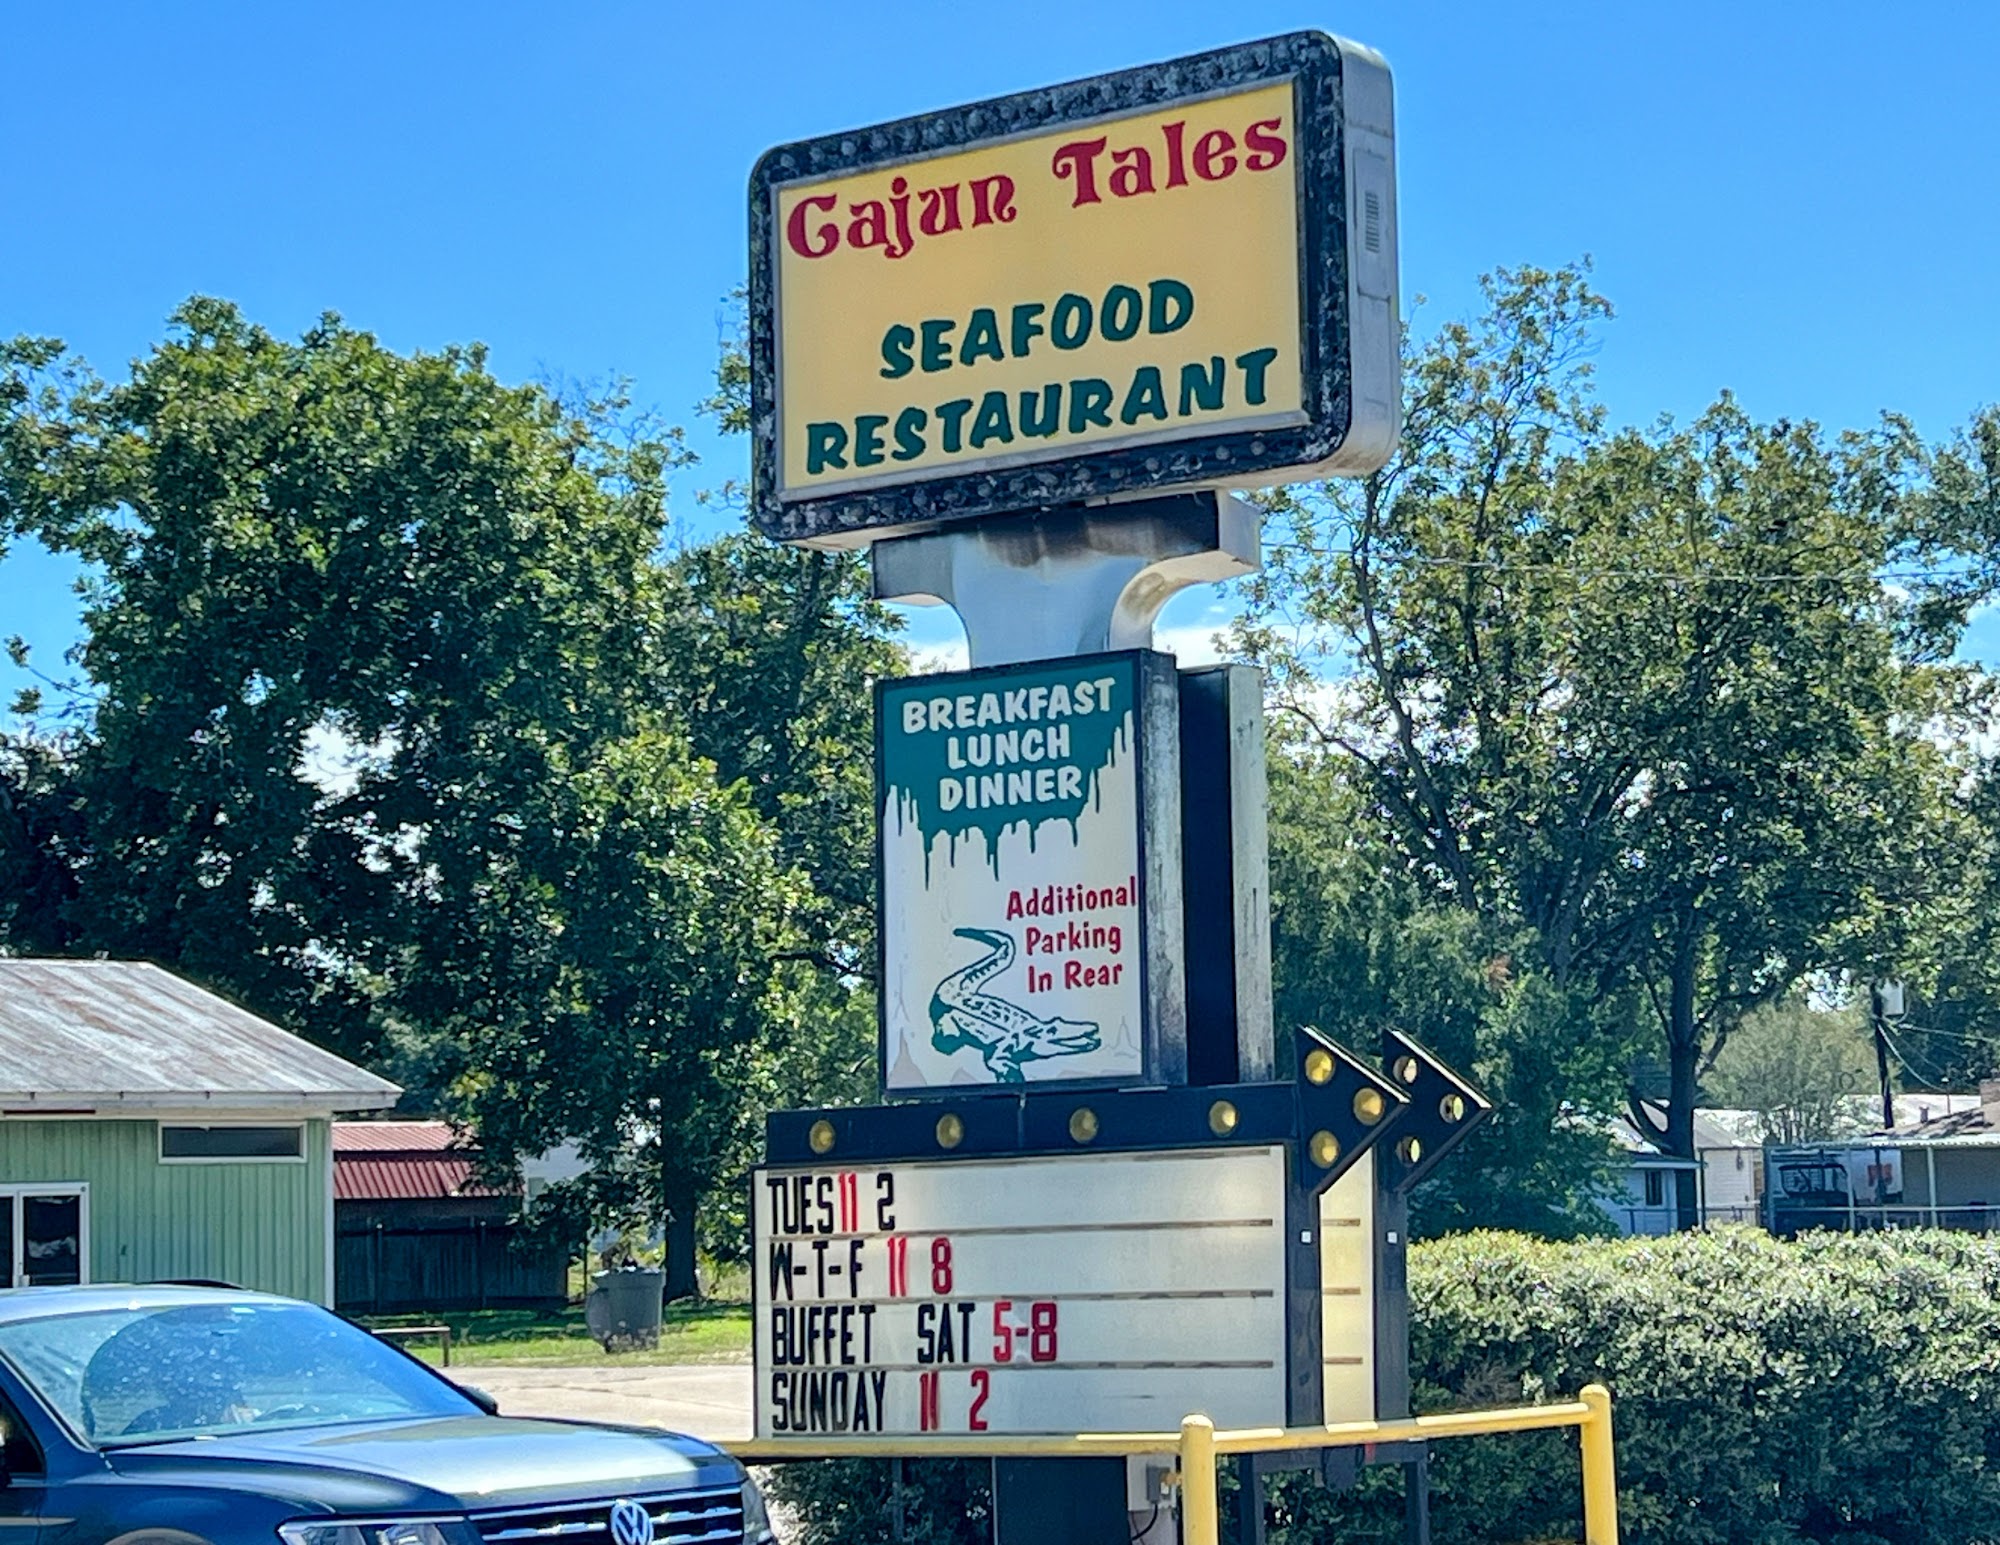 Cajun Tales
SEAFOOD
RESTAURANT
BREAKFAST
LUNCH
DINNER
Additional
Parking
In Rear
TUES 11 2
W-T-F 11 8
BUFFET SAT 5-8
SUNDAY 11 2